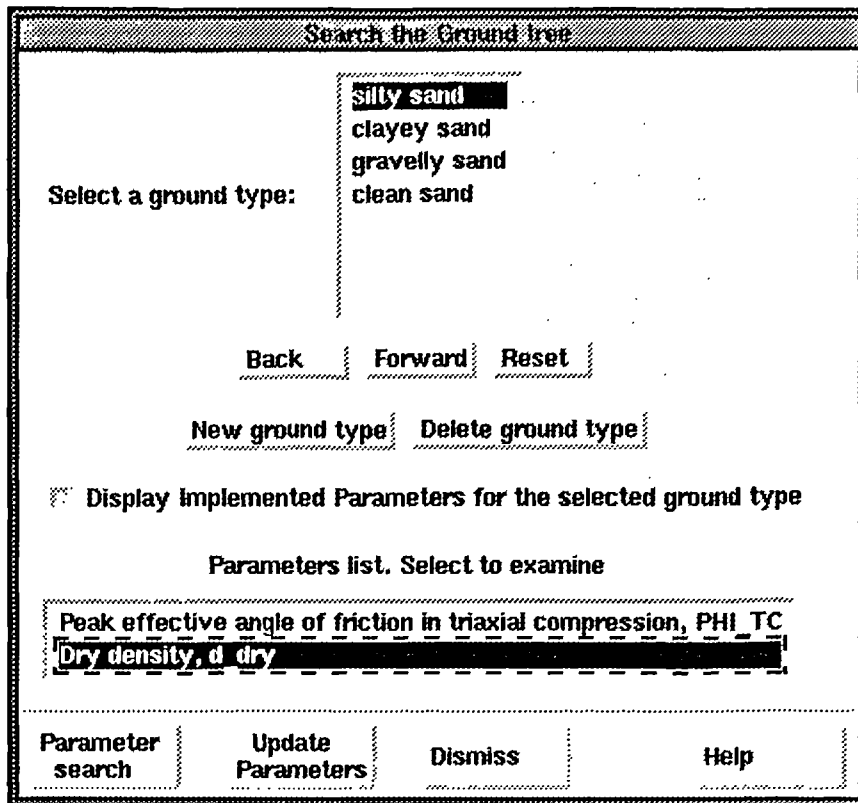 Search the Ground tree
silty sand
clayey sand
gravelly sand
clean sand
Select a ground type:
Back Forward Reset
New ground type Delete ground type
Display Implemented Parameters for the selected ground type
Parameters list. Select to examine
Peak effective angle of friction in triaxial compression, PHI_TC
Dry density, d_dry
Parameter search
Update Parameters
Dismiss
Help